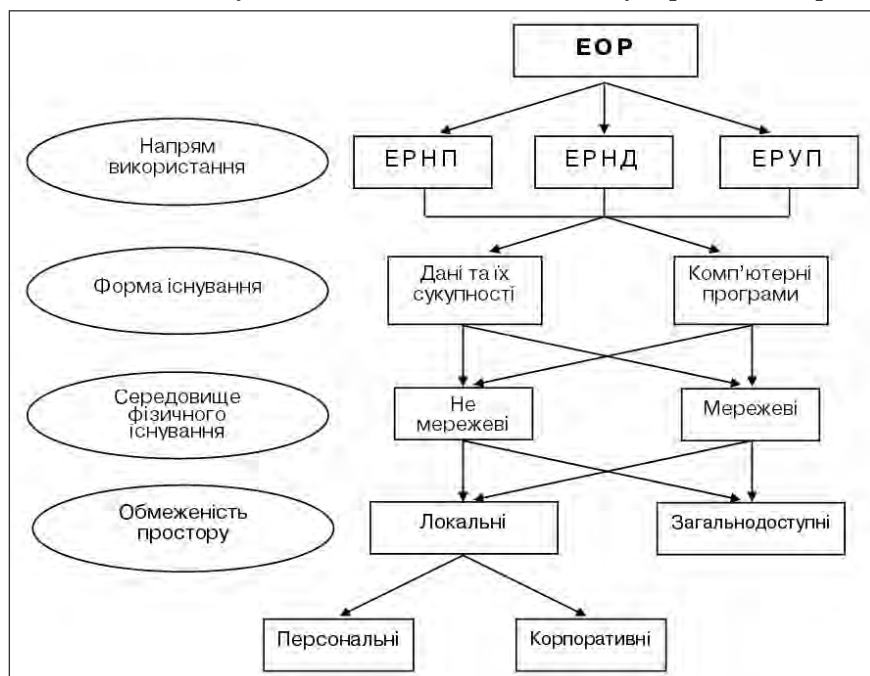 ЕОР
Напрям
використання
ЕРНП
ЕРНД
ЕРУП
Форма існування
Дані та їх
сукупності
Комп’ютерні
програми
Середовище
фізичного
існування
Не
мережеві
Мережеві
Обмеженість
простору
Локальні
Загальнодоступні
Персональні
Корпоративні